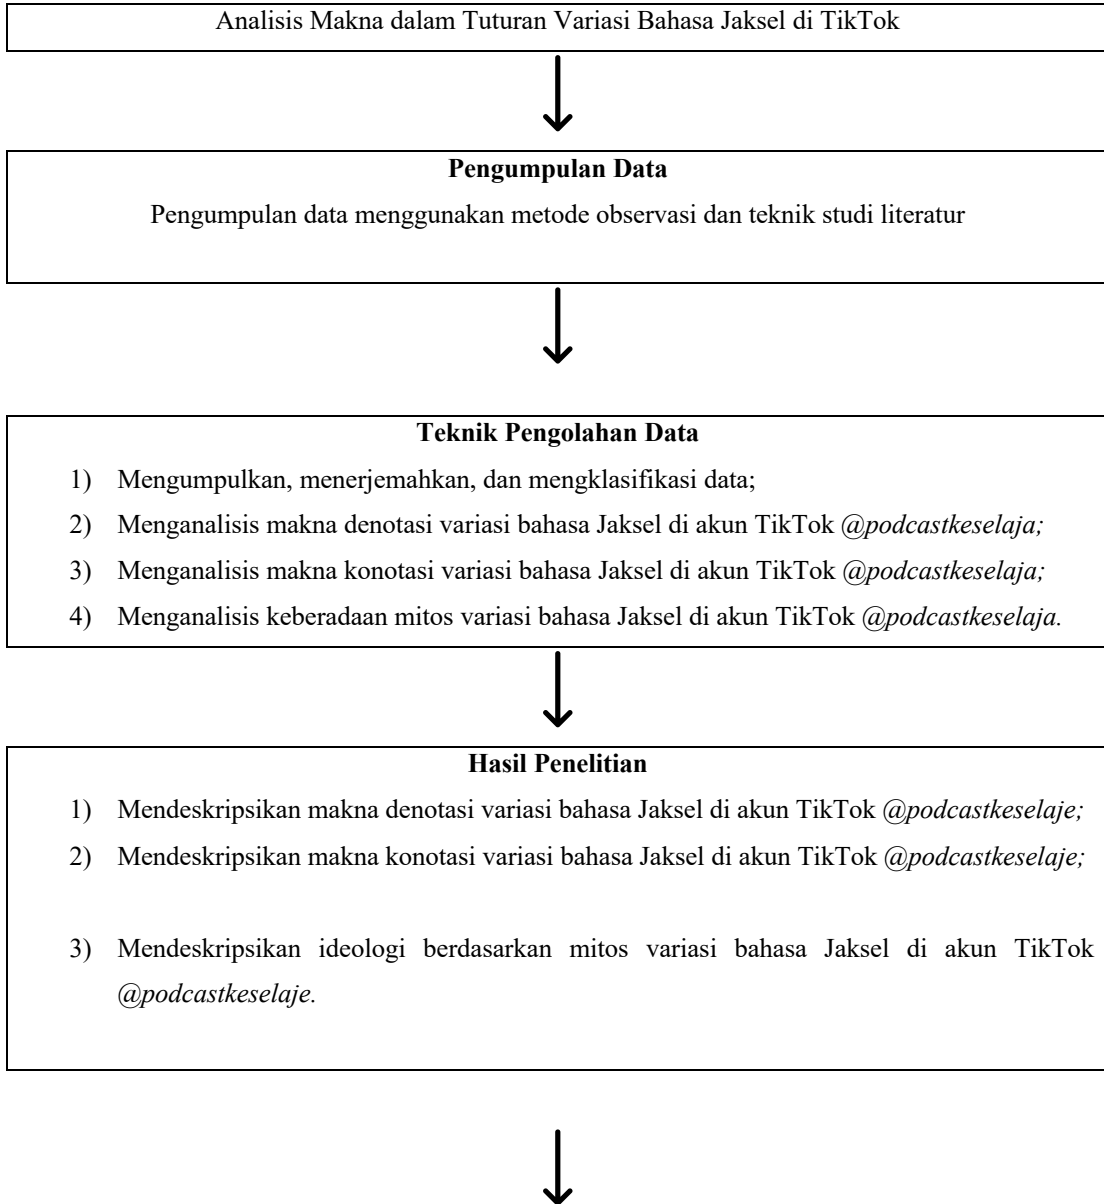 Analisis Makna dalam Tuturan Variasi Bahasa Jaksel di TikTok
Pengumpulan Data
Pengumpulan data menggunakan metode observasi dan teknik studi literatur
Teknik Pengolahan Data
1) Mengumpulkan, menerjemahkan, dan mengklasifikasi data;
2) Menganalisis makna denotasi variasi bahasa Jaksel di akun TikTok @podcastkeselaja;
3) Menganalisis makna konotasi variasi bahasa Jaksel di akun TikTok @podcastkeselaja;
4) Menganalisis keberadaan mitos variasi bahasa Jaksel di akun TikTok @podcastkeselaja.
Hasil Penelitian
1) Mendeskripsikan makna denotasi variasi bahasa Jaksel di akun TikTok @podcastkeselaje;
2) Mendeskripsikan makna konotasi variasi bahasa Jaksel di akun TikTok @podcastkeselaje;
3) Mendeskripsikan ideologi berdasarkan mitos variasi bahasa Jaksel di akun TikTok
@podcastkeselaje.